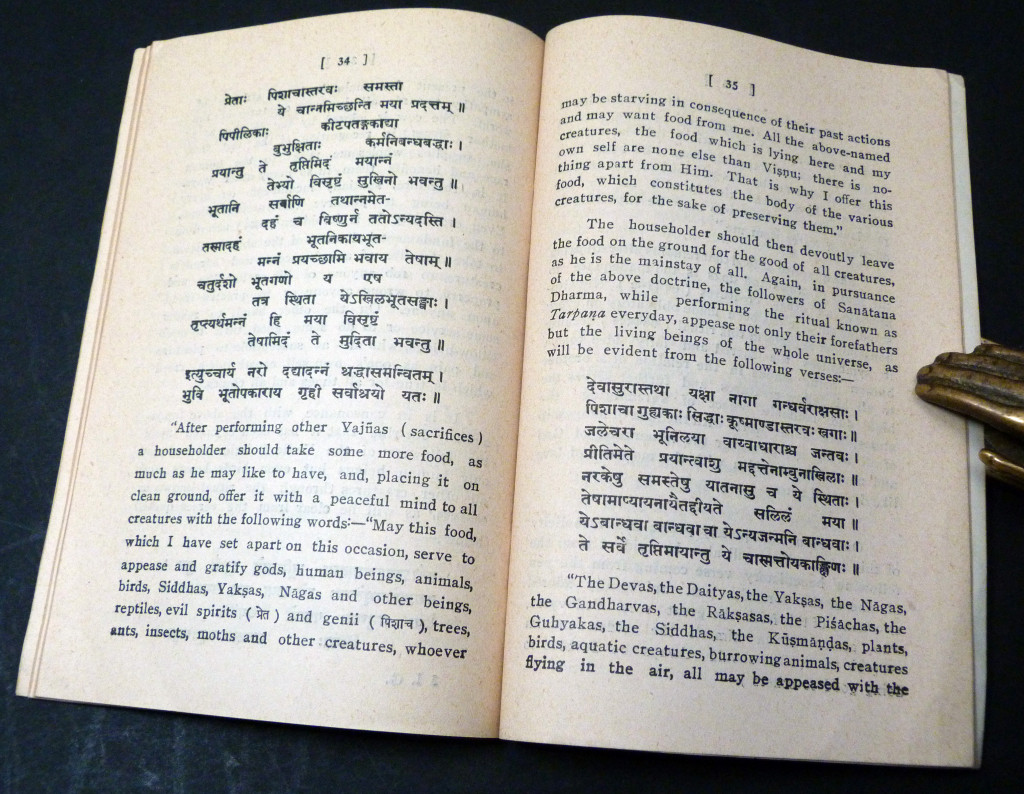 [ 34 ]
प्रेताः पिशाचास्तरवः समस्ता
ये चान्नमिच्छन्ति मया प्रदत्तम् ॥
पिपीलिकाः कीटपतङ्गकाद्या
बुभुक्षिताः कर्मनिबन्धबद्धाः ।
प्रयान्तु ते तृप्तिमिदं मयान्नं
तेभ्यो विसृष्टं सुखिनो भवन्तु ॥
भूतानि सर्वाणि तथान्नमेत-
दहं च विष्णुर्न ततोऽन्यदस्ति ।
तस्मादहं भूतनिकायभूत-
मन्नं प्रयच्छामि भवाय तेषाम् ॥
चतुर्दशो भूतगणो य एष
तत्र स्थिता येऽखिलभूतसङ्घाः ।
तृप्त्यर्थमन्नं हि मया विसृष्टं
तेषामिदं ते मुदिता भवन्तु ॥
इत्युच्चार्य नरो दद्यादन्नं श्रद्धासमन्वितम् ।
भुवि भूतोपकाराय गृही सर्वाश्रयो यतः ॥
“After performing other Yajñas ( sacrifices )
a householder should take some more food, as
much as he may like to have, and, placing it on
clean ground, offer it with a peaceful mind to all
creatures with the following words:—“May this food,
which I have set apart on this occasion, serve to
appease and gratify gods, human beings, animals,
birds, Siddhas, Yakṣas, Nāgas and other beings,
reptiles, evil spirits ( प्रेत ) and genii ( पिशाच ), trees,
ants, insects, moths and other creatures, whoever
[ 35 ]
may be starving in consequence of their past actions
and may want food from me. All the above-named
creatures, the food which is lying here and my
own self are none else than Viṣṇu; there is no-
thing apart from Him. That is why I offer this
food, which constitutes the body of the various
creatures, for the sake of preserving them.”
The householder should then devoutly leave
the food on the ground for the good of all creatures,
as he is the mainstay of all. Again, in pursuance
of the above doctrine, the followers of Sanātana
Dharma, while performing the ritual known as
Tarpaṇa everyday, appease not only their forefathers
but the living beings of the whole universe, as
will be evident from the following verses:—
देवासुरास्तथा यक्षा नागा गन्धर्वराक्षसाः ।
पिशाचा गुह्यकाः सिद्धाः कूष्माण्डास्तरवः खगाः ॥
जलेचरा भूनिलया वाय्वाधाराश्च जन्तवः ।
प्रीतिमेते प्रयान्त्वाशु मद्दत्तेनाम्बुनाखिलाः ॥
नरकेषु समस्तेषु यातनासु च ये स्थिताः ।
तेषामाप्यायनायैतद्दीयते सलिलं मया ॥
येऽबान्धवा बान्धवा वा येऽन्यजन्मनि बान्धवाः ।
ते सर्वे तृप्तिमायान्तु ये चास्मत्तोयकाङ्क्षिणः ॥
“The Devas, the Daityas, the Yakṣas, the Nāgas,
the Gandharvas, the Rākṣasas, the Piśāchas, the
Guhyakas, the Siddhas, the Kūṣmāṇḍas, plants,
birds, aquatic creatures, burrowing animals, creatures
flying in the air, all may be appeased with the